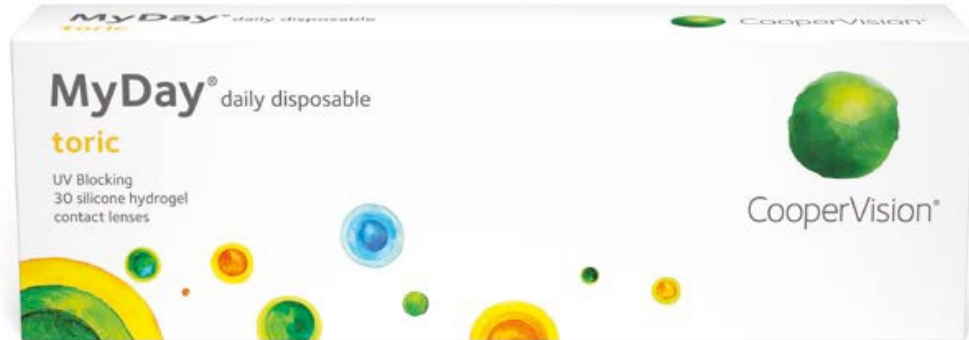 MyDay® daily disposable
toric
CooperVision®
MyDay® daily disposable
toric
UV Blocking
30 silicone hydrogel
contact lenses
CooperVision®